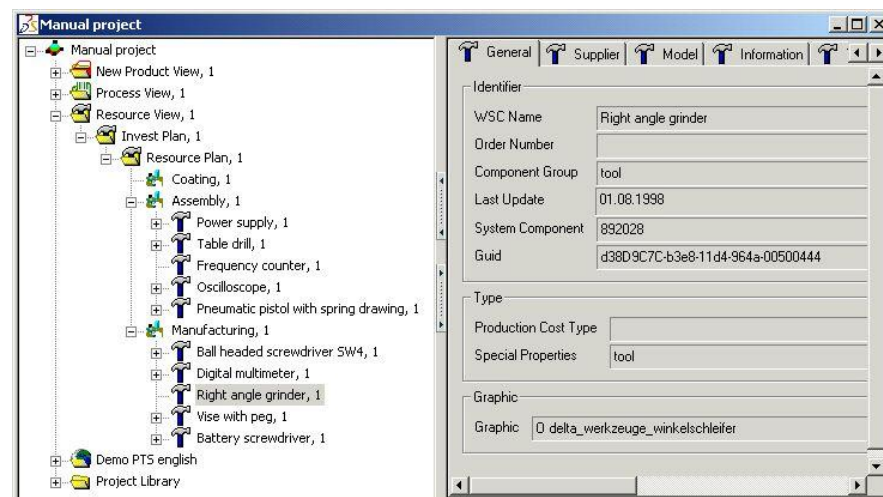 Manual project
Manual project
New Product View, 1
Process View, 1
Resource View, 1
Invest Plan, 1
Resource Plan, 1
Coating, 1
Assembly, 1
Power supply, 1
Table drill, 1
Frequency counter, 1
Oscilloscope, 1
Pneumatic pistol with spring drawing, 1
Manufacturing, 1
Ball headed screwdriver SW4, 1
Digital multimeter, 1
Right angle grinder, 1
Vise with peg, 1
Battery screwdriver, 1
Demo PTS english
Project Library
General Supplier Model Information
Identifier
WSC Name Right angle grinder
Order Number
Component Group tool
Last Update 01.08.1998
System Component 892028
Guid d38D9C7C-b3e8-11d4-964a-00500444
Type
Production Cost Type
Special Properties tool
Graphic
Graphic O delta_werkzeuge_winkelschleifer